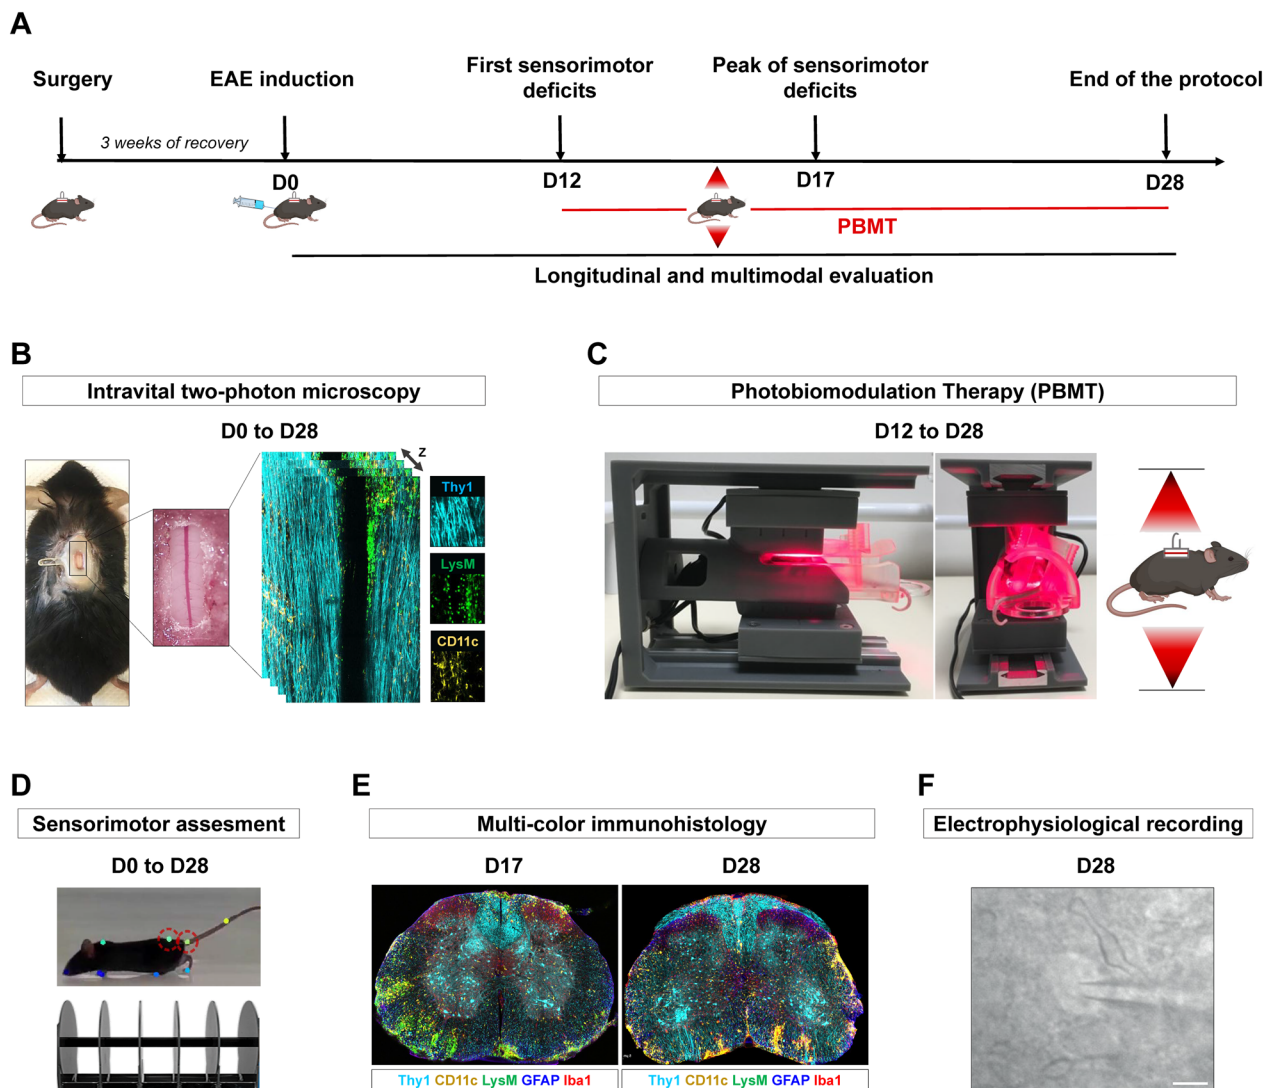 A
Surgery
EAE induction
First sensorimotor
deficits
Peak of sensorimotor
deficits
End of the protocol
3 weeks of recovery
D0
D12
D17
D28
PBMT
Longitudinal and multimodal evaluation
B
Intravital two-photon microscopy
D0 to D28
Z
Thy1
LysM
CD11c
C
Photobiomodulation Therapy (PBMT)
D12 to D28
D
Sensorimotor assesment
D0 to D28
E
Multi-color immunohistology
D17
D28
Thy1 CD11c LysM GFAP Iba1
Thy1 CD11c LysM GFAP Iba1
F
Electrophysiological recording
D28